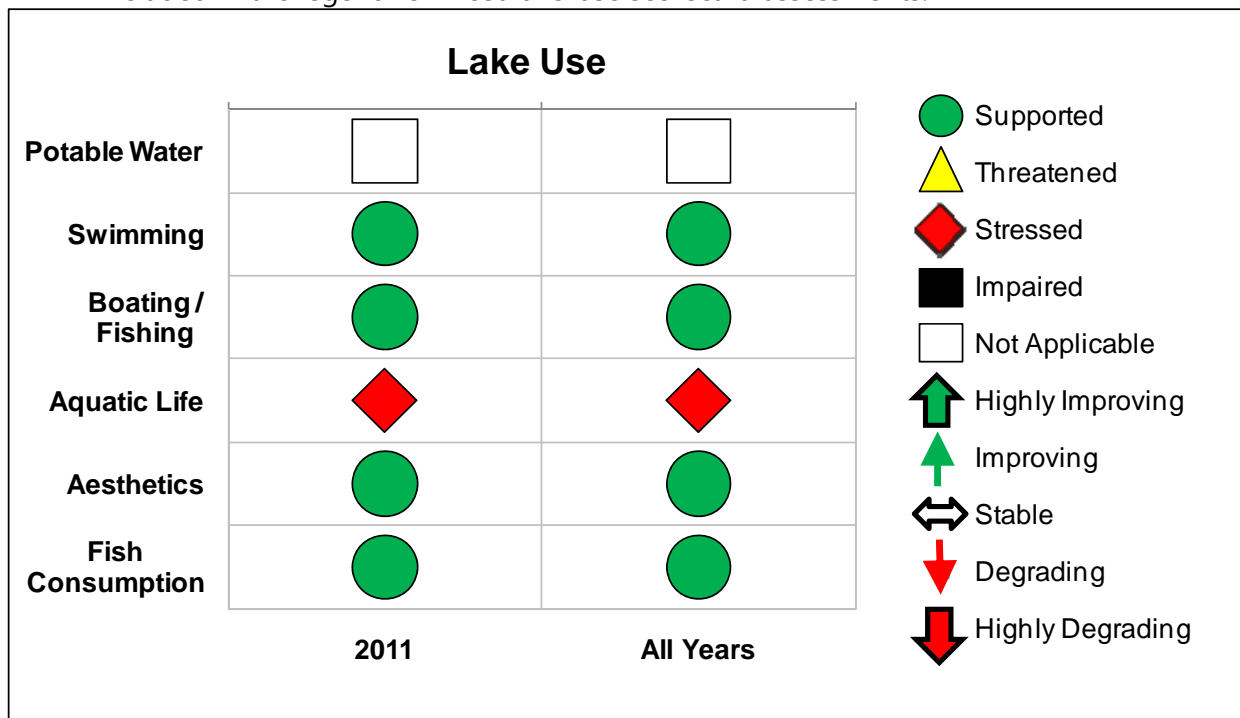 Lake Use
Potable Water
Swimming
Boating /
Fishing
Aquatic Life
Aesthetics
Fish
Consumption
2011
All Years
Supported
Threatened
Stressed
Impaired
Not Applicable
Highly Improving
Improving
Stable
Degrading
Highly Degrading